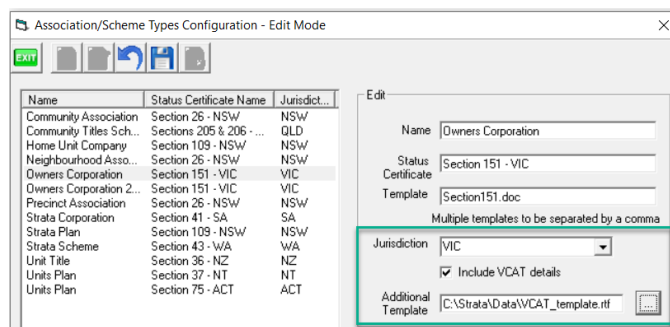 Association/Scheme Types Configuration - Edit Mode
EXIT
Name Status Certificate Name Jurisdict...
Community Association Section 26 - NSW NSW
Community Titles Sch... Sections 205 & 206 - ... QLD
Home Unit Company Section 109 - NSW NSW
Neighbourhood Asso... Section 26 - NSW NSW
Owners Corporation Section 151 - VIC VIC
Owners Corporation 2... Section 151 - VIC VIC
Precinct Association Section 26 - NSW NSW
Strata Corporation Section 41 - SA SA
Strata Plan Section 109 - NSW NSW
Strata Scheme Section 43 - WA WA
Unit Title Section 36 - NZ NZ
Units Plan Section 37 - NT NT
Units Plan Section 75 - ACT ACT
Edit
Name Owners Corporation
Status
Certificate Section 151 - VIC
Template Section151.doc
Multiple templates to be separated by a comma
Jurisdiction VIC
Include VCAT details
Additional
Template C:\Strata\Data\VCAT_template.rtf ...